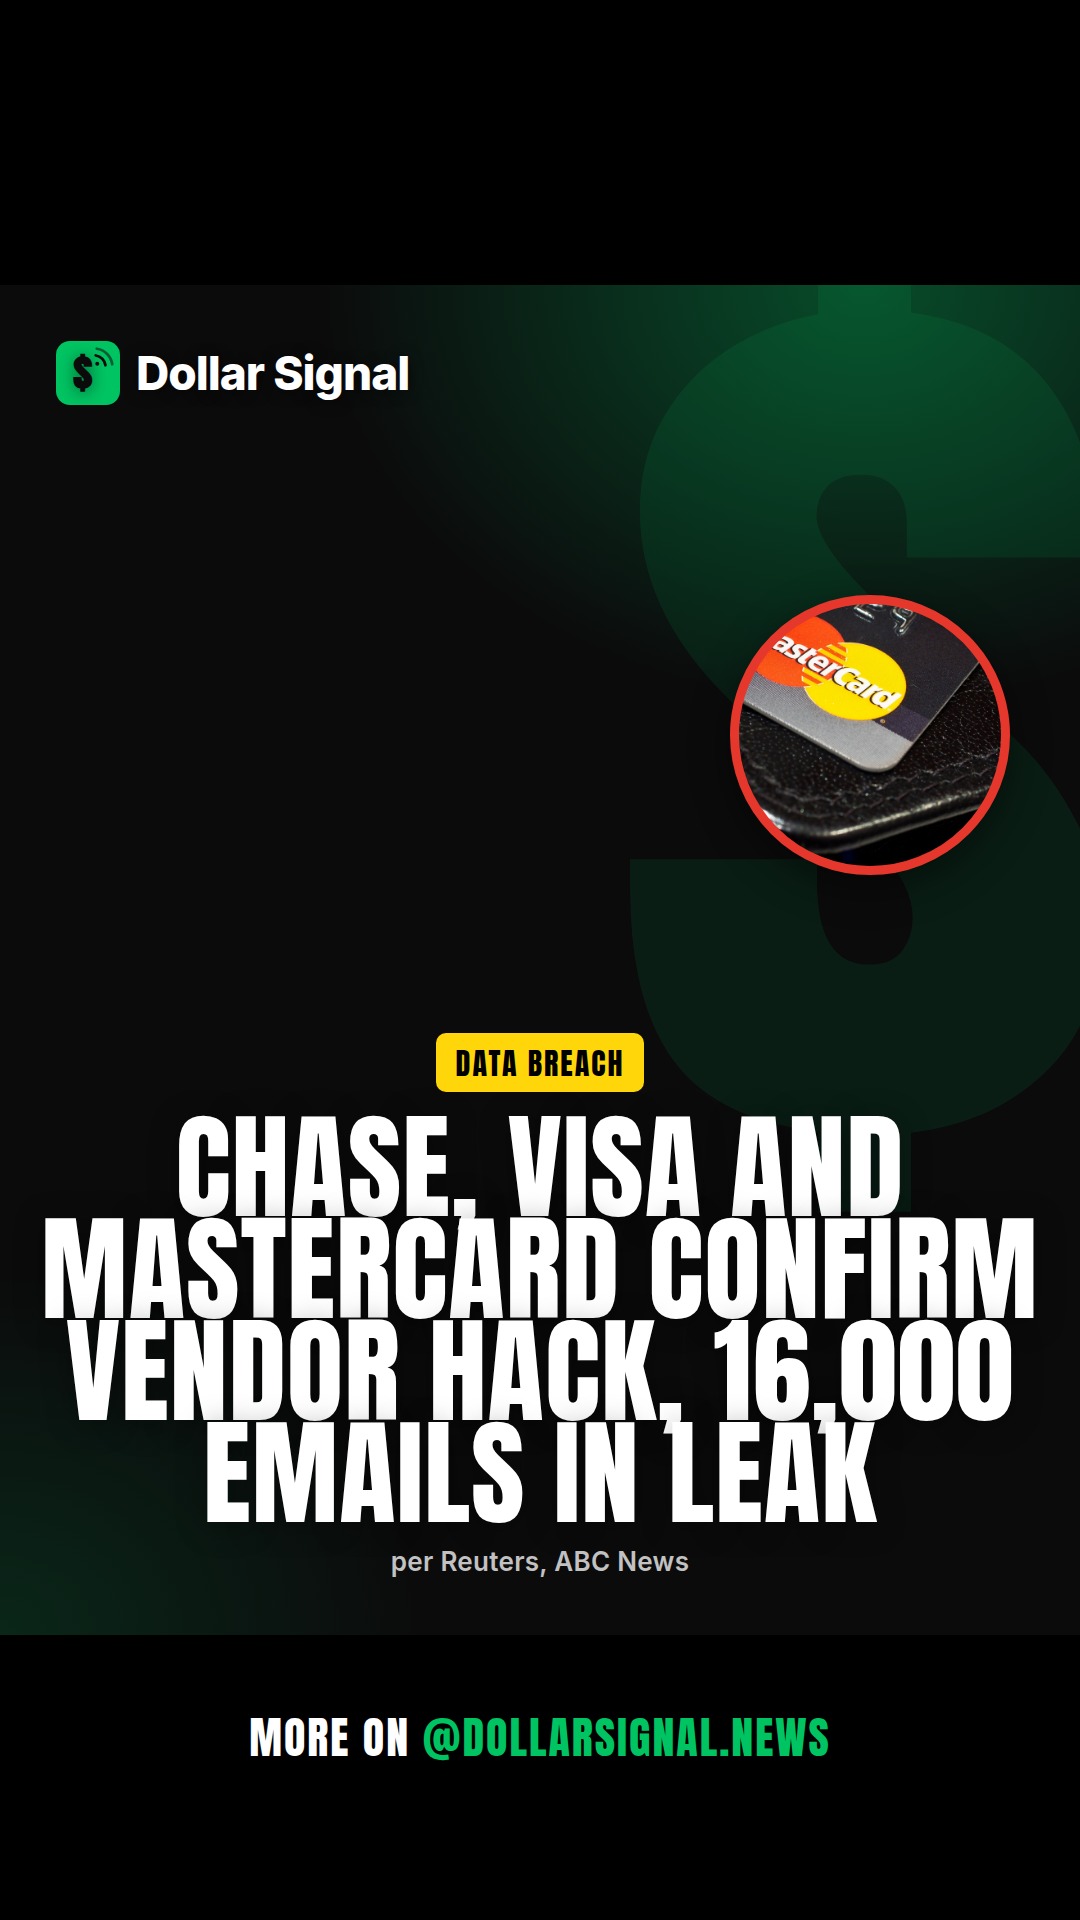 $ Dollar Signal
asterCard
DATA BREACH
CHASE, VISA AND
MASTERCARD CONFIRM
VENDOR HACK, 16,000
EMAILS IN LEAK
per Reuters, ABC News
MORE ON @DOLLARSIGNAL.NEWS